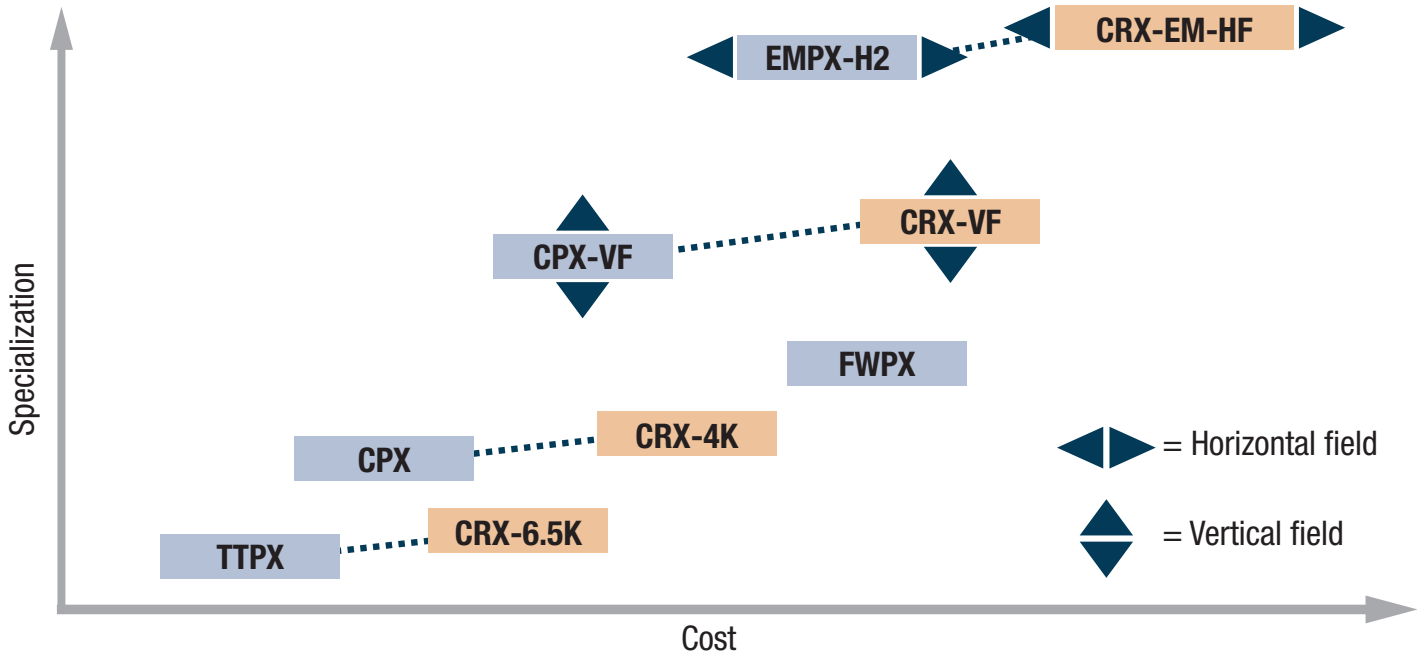 CRX-EM-HF
EMPX-H2
CRX-VF
CPX-VF
FWPX
CRX-4K
CPX
CRX-6.5K
TTPX
= Horizontal field
= Vertical field
Specialization
Cost